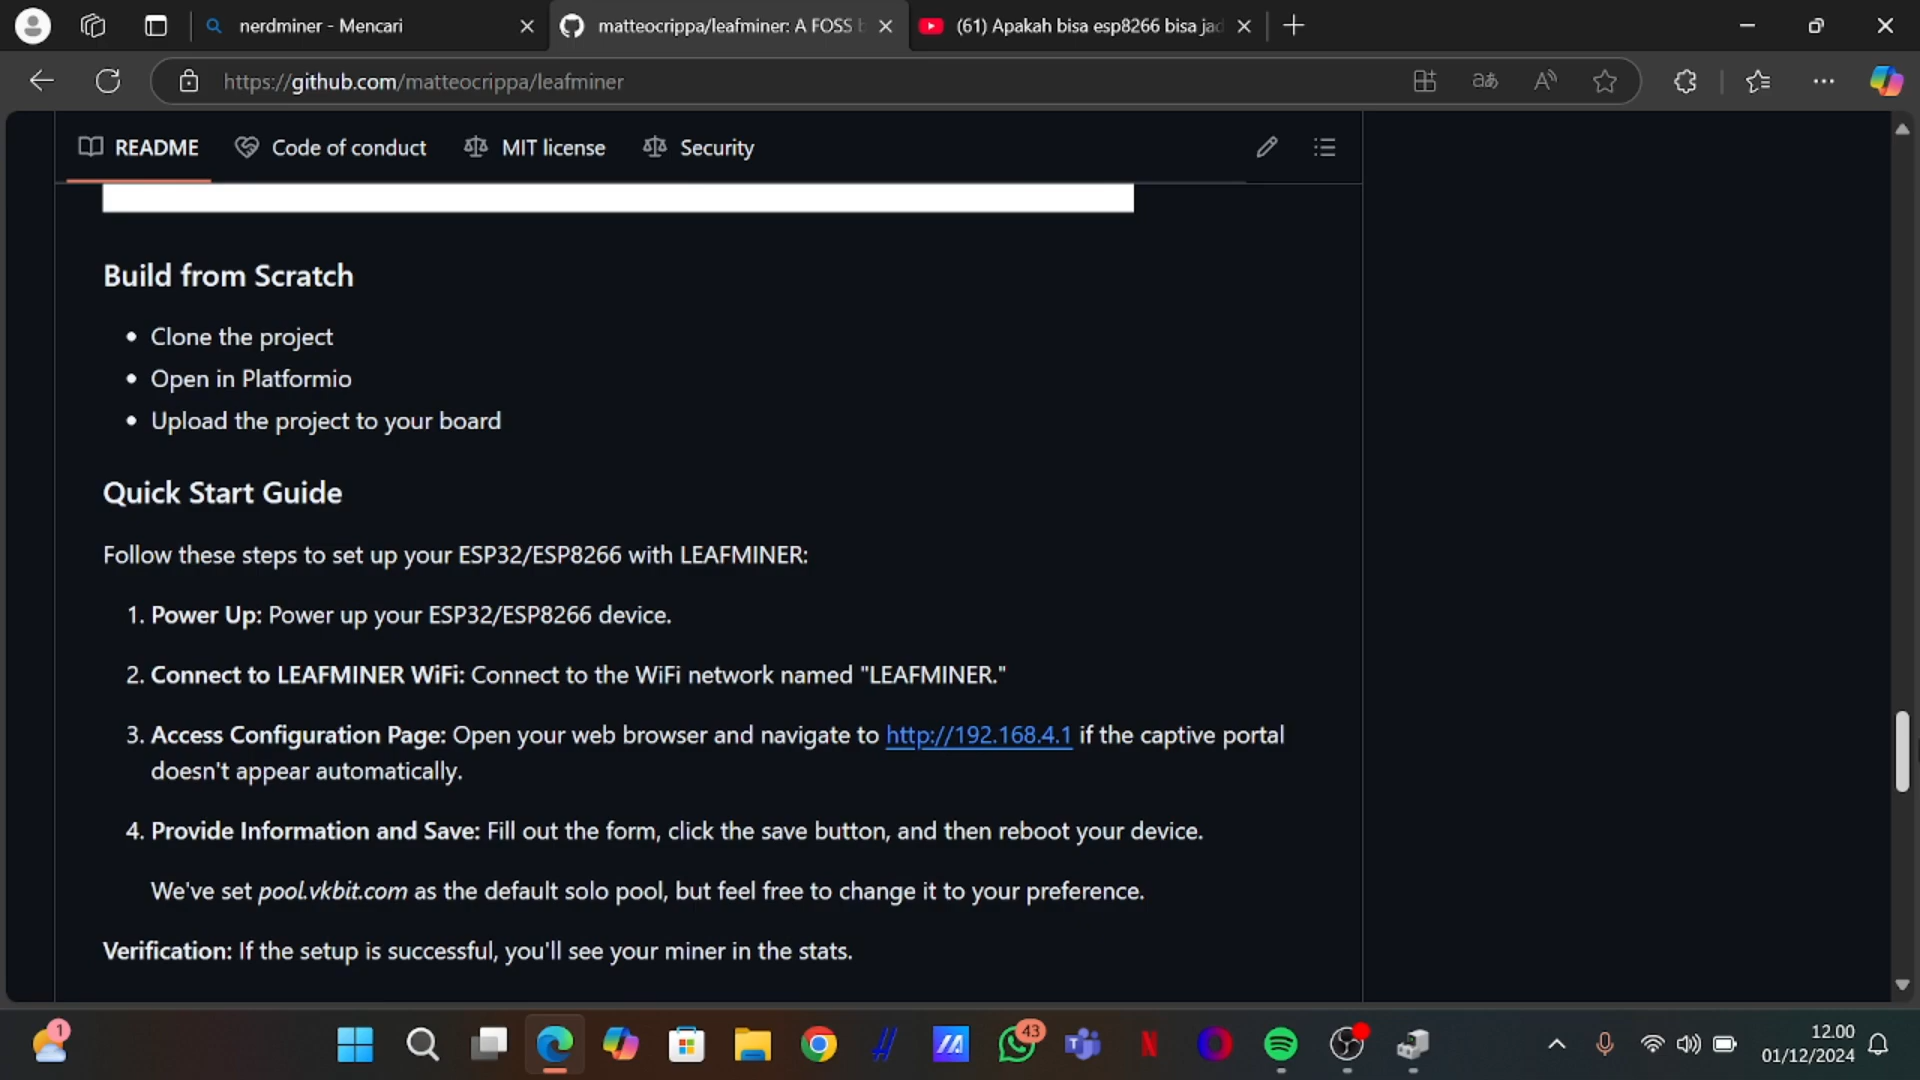 nerdminer - Mencari
matteocrippa/leafminer: A FOSS b
(61) Apakah bisa esp8266 bisa jad
https://github.com/matteocrippa/leafminer
README
Code of conduct
MIT license
Security
Build from Scratch
• Clone the project
• Open in Platformio
• Upload the project to your board
Quick Start Guide
Follow these steps to set up your ESP32/ESP8266 with LEAFMINER:
1. Power Up: Power up your ESP32/ESP8266 device.
2. Connect to LEAFMINER WiFi: Connect to the WiFi network named "LEAFMINER."
3. Access Configuration Page: Open your web browser and navigate to http://192.168.4.1 if the captive portal
doesn't appear automatically.
4. Provide Information and Save: Fill out the form, click the save button, and then reboot your device.
We've set pool.vkbit.com as the default solo pool, but feel free to change it to your preference.
Verification: If the setup is successful, you'll see your miner in the stats.
1
43
12.00
01/12/2024